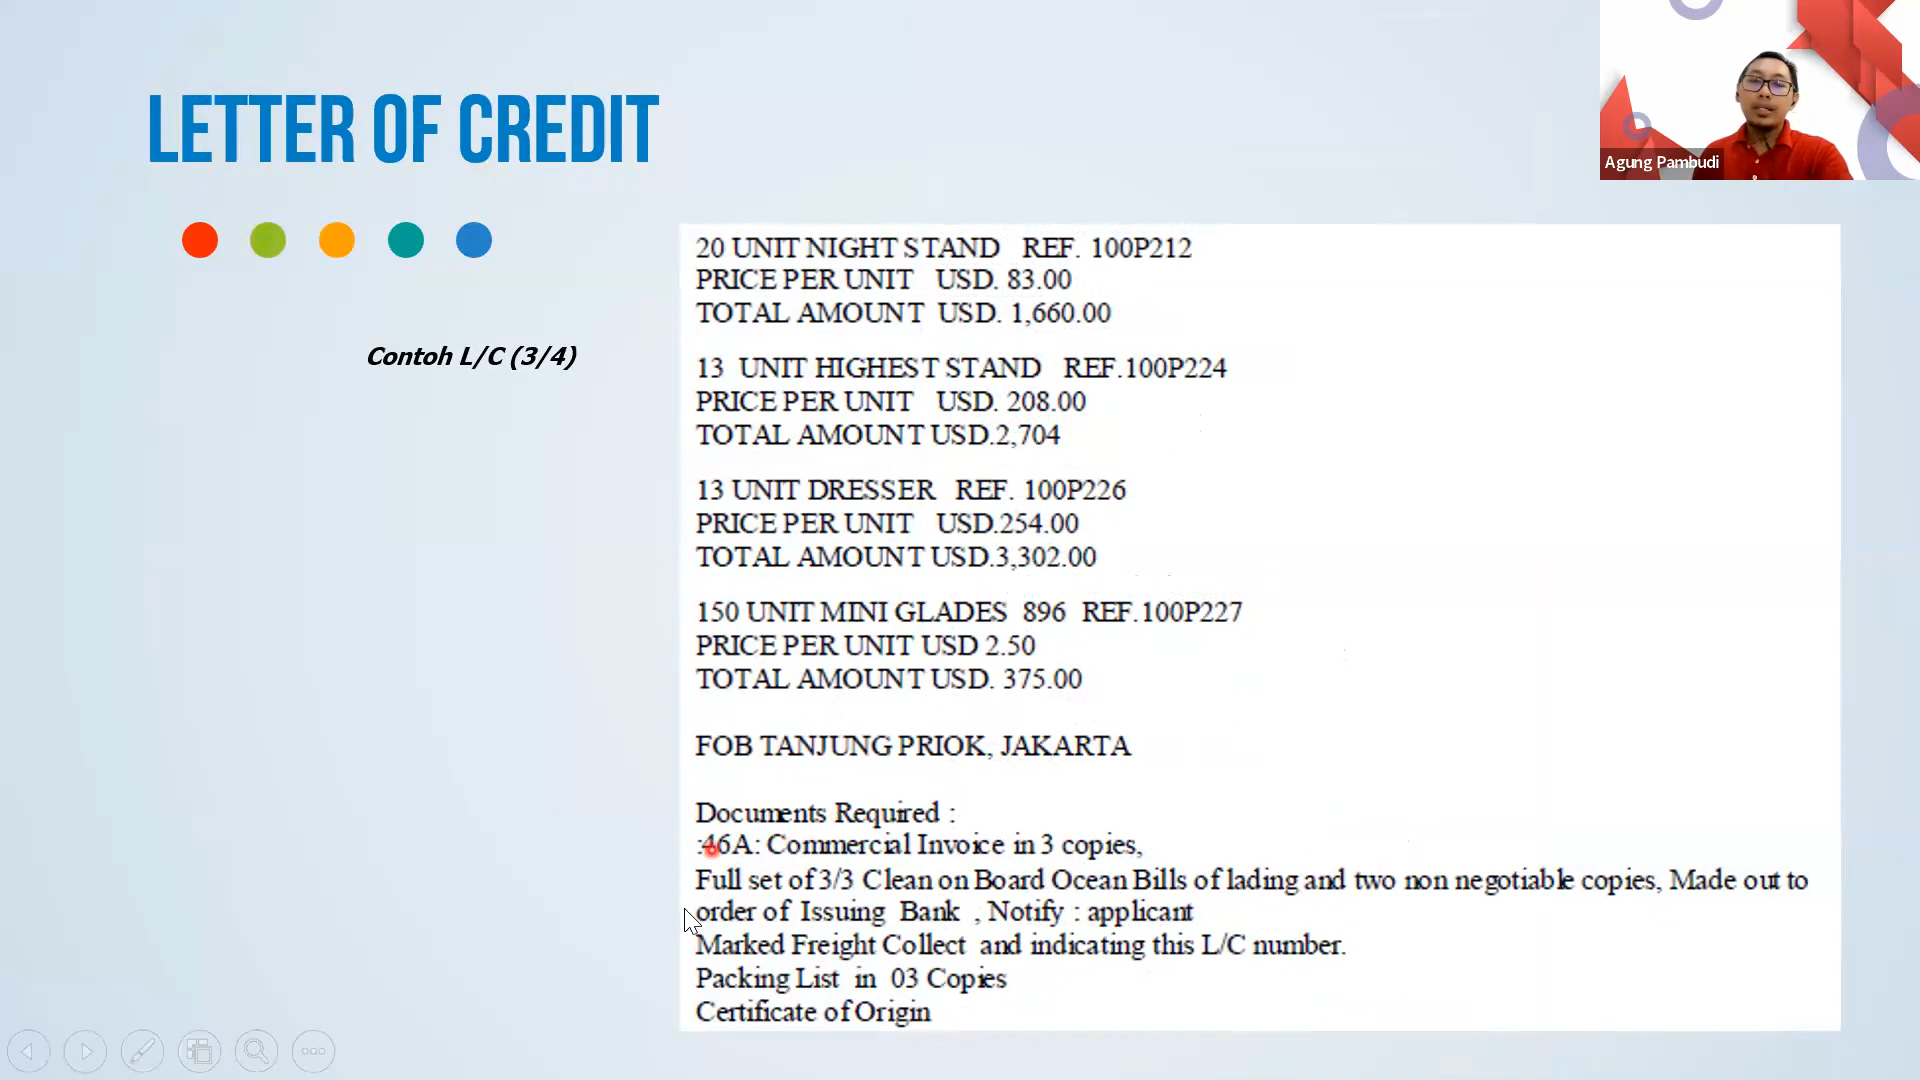 LETTER OF CREDIT
Agung Pambudi
Contoh L/C (3/4)
20 UNIT NIGHT STAND REF. 100P212
PRICE PER UNIT USD. 83.00
TOTAL AMOUNT USD. 1,660.00
13 UNIT HIGHEST STAND REF.100P224
PRICE PER UNIT USD. 208.00
TOTAL AMOUNT USD.2,704
13 UNIT DRESSER REF. 100P226
PRICE PER UNIT USD.254.00
TOTAL AMOUNT USD.3,302.00
150 UNIT MINI GLADES 896 REF.100P227
PRICE PER UNIT USD 2.50
TOTAL AMOUNT USD. 375.00
FOB TANJUNG PRIOK, JAKARTA
Documents Required :
:46A: Commercial Invoice in 3 copies,
Full set of 3/3 Clean on Board Ocean Bills of lading and two non negotiable copies, Made out to
order of Issuing Bank , Notify : applicant
Marked Freight Collect and indicating this L/C number.
Packing List in 03 Copies
Certificate of Origin